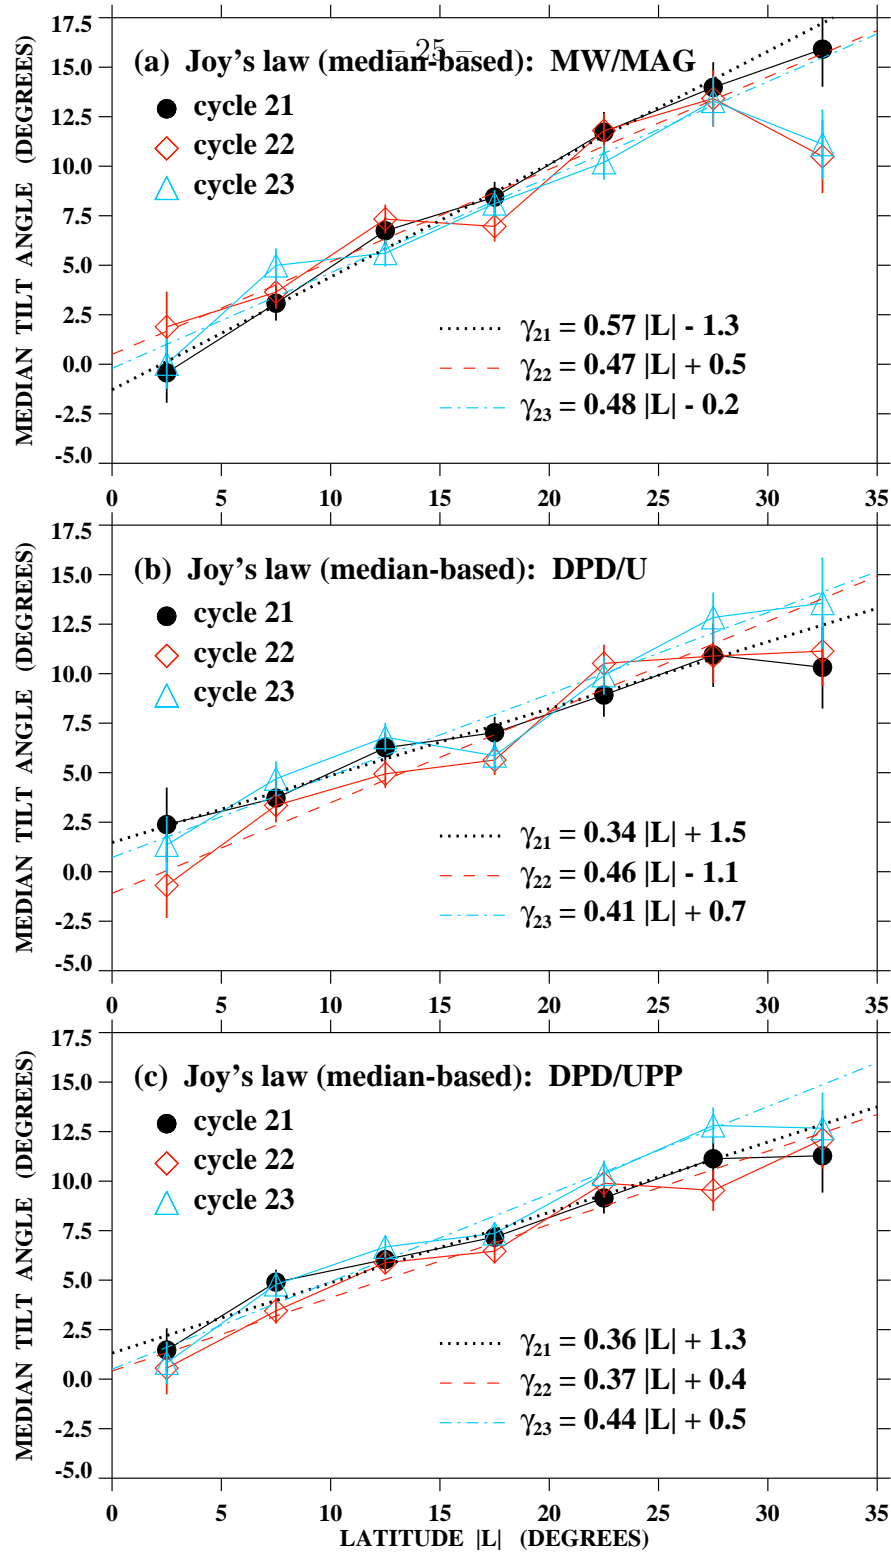 – 25 –
(a) Joy's law (median-based): MW/MAG
cycle 21
cycle 22
cycle 23
γ21 = 0.57 |L| - 1.3
γ22 = 0.47 |L| + 0.5
γ23 = 0.48 |L| - 0.2
MEDIAN TILT ANGLE (DEGREES)
17.5
15.0
12.5
10.0
7.5
5.0
2.5
0.0
-2.5
-5.0
0 5 10 15 20 25 30 35
(b) Joy's law (median-based): DPD/U
cycle 21
cycle 22
cycle 23
γ21 = 0.34 |L| + 1.5
γ22 = 0.46 |L| - 1.1
γ23 = 0.41 |L| + 0.7
MEDIAN TILT ANGLE (DEGREES)
17.5
15.0
12.5
10.0
7.5
5.0
2.5
0.0
-2.5
-5.0
0 5 10 15 20 25 30 35
(c) Joy's law (median-based): DPD/UPP
cycle 21
cycle 22
cycle 23
γ21 = 0.36 |L| + 1.3
γ22 = 0.37 |L| + 0.4
γ23 = 0.44 |L| + 0.5
MEDIAN TILT ANGLE (DEGREES)
17.5
15.0
12.5
10.0
7.5
5.0
2.5
0.0
-2.5
-5.0
0 5 10 15 20 25 30 35
LATITUDE |L| (DEGREES)